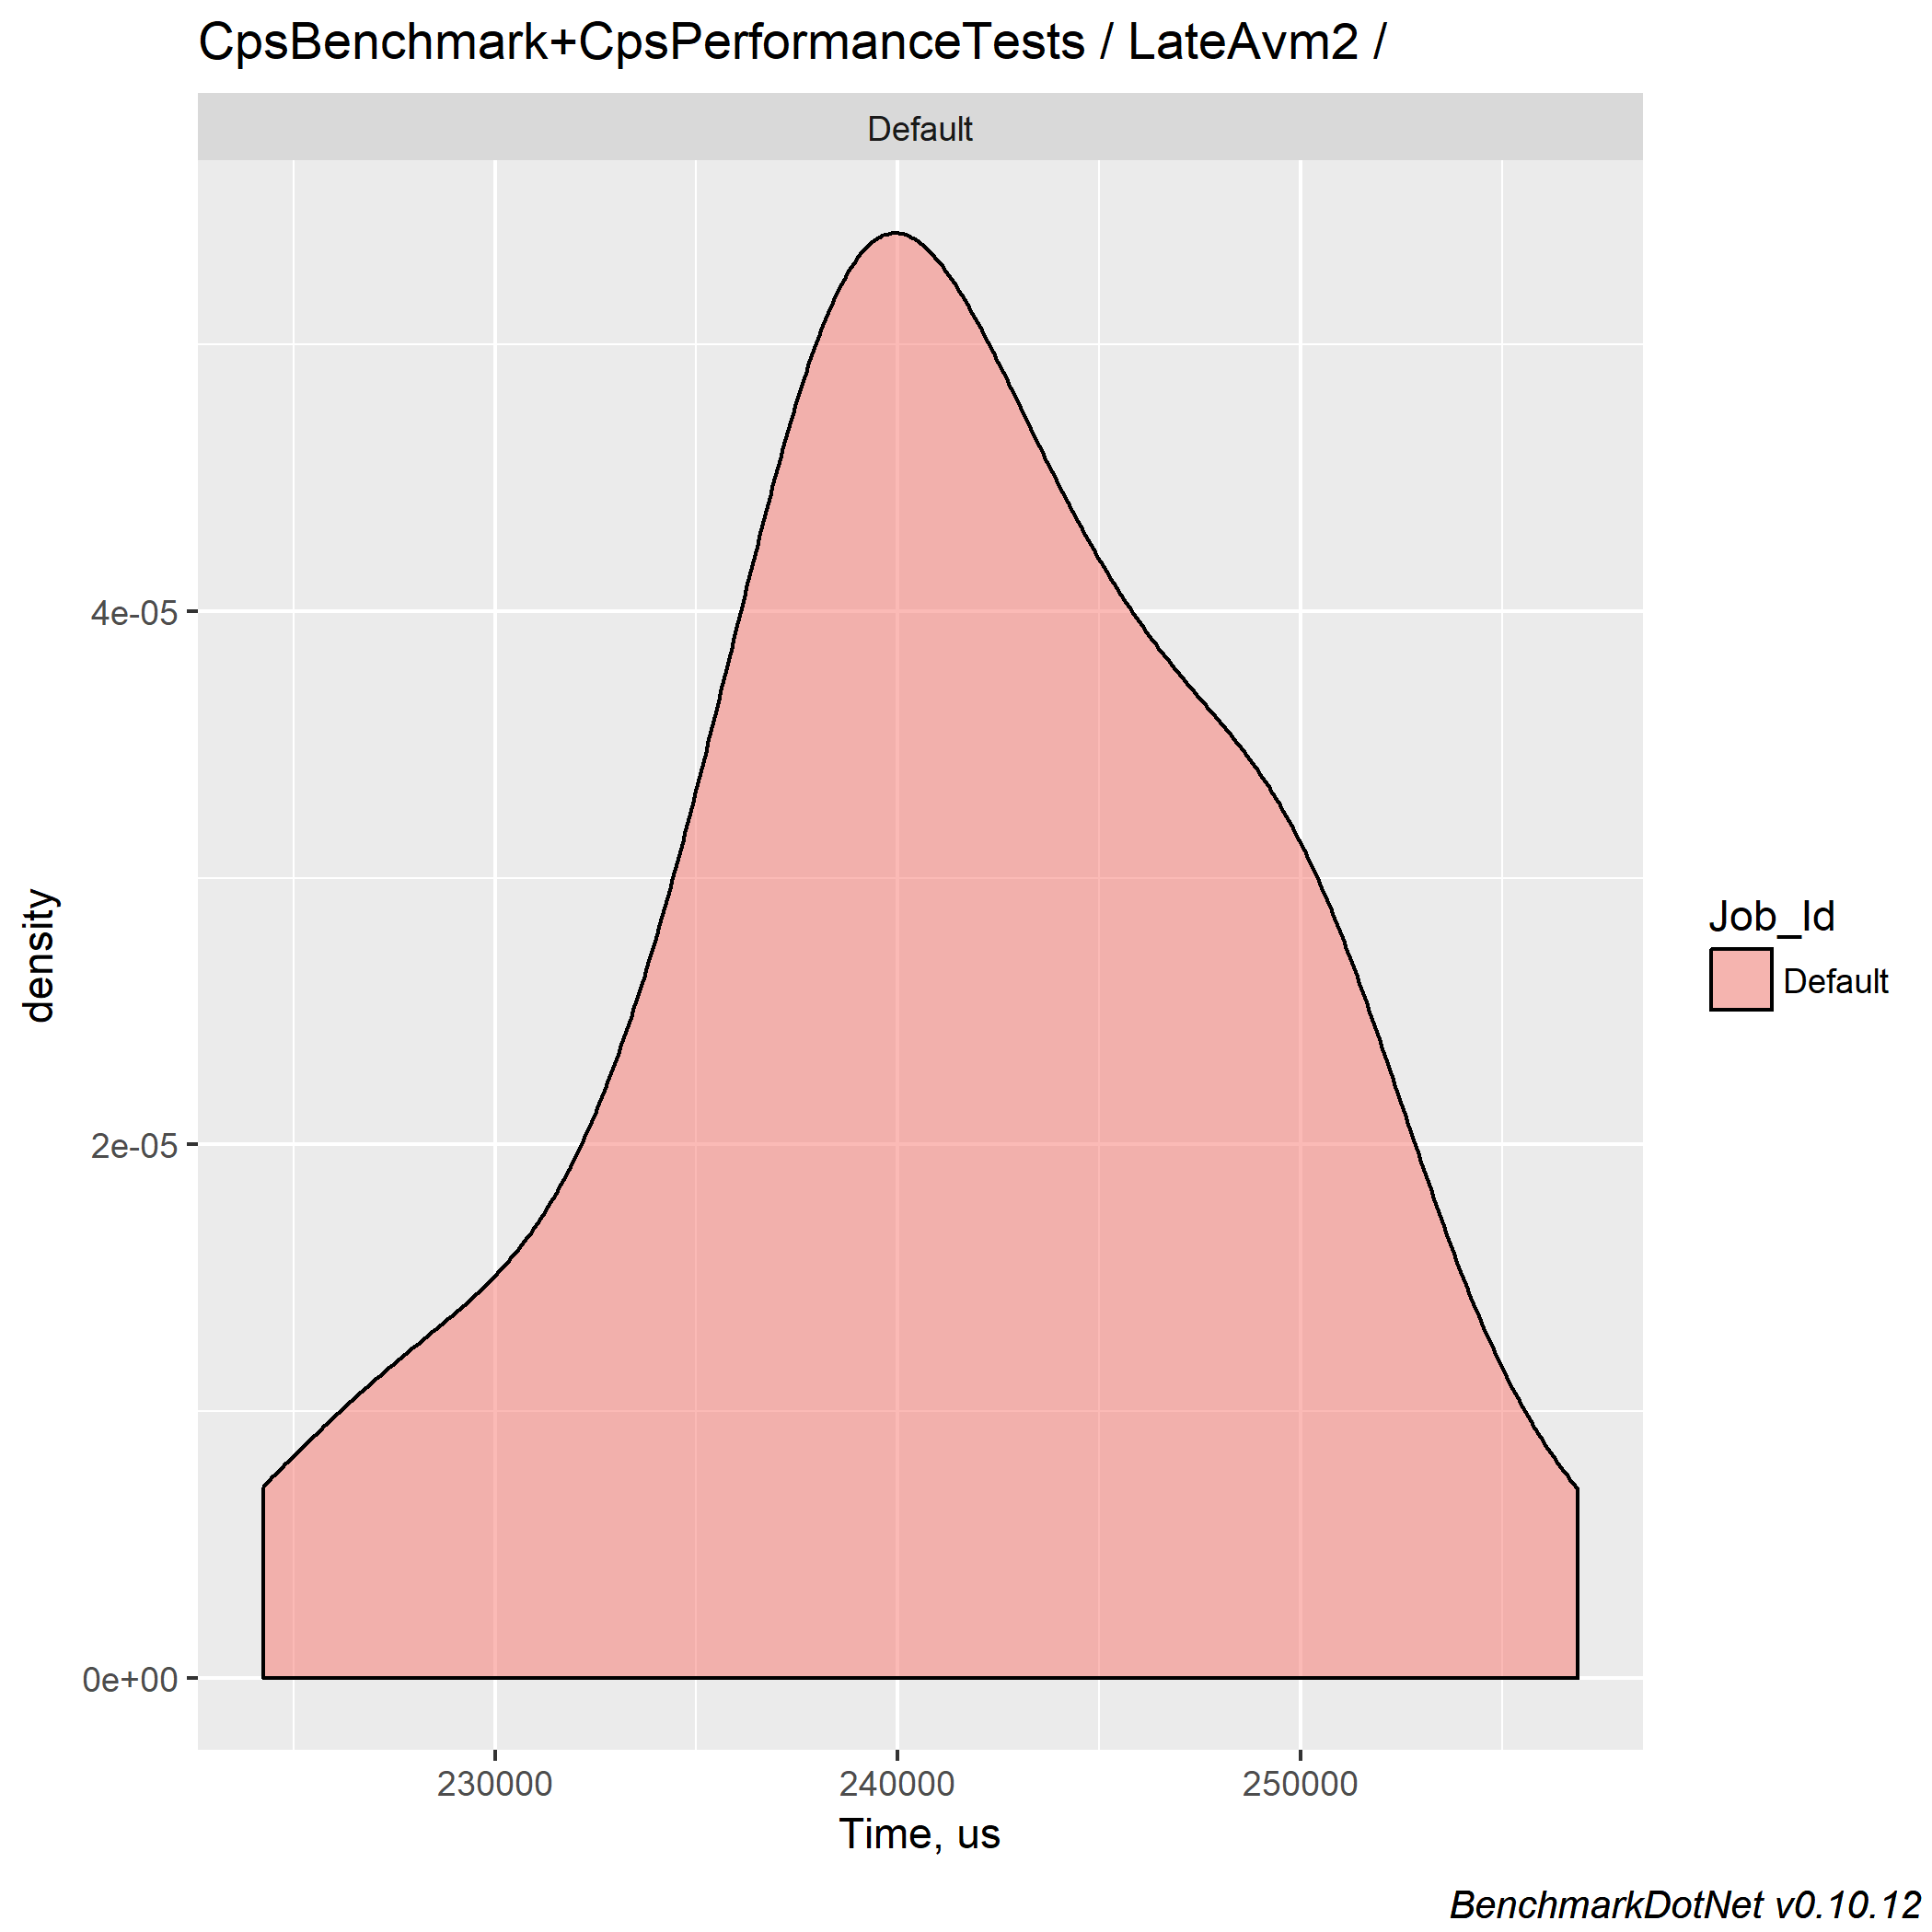 CpsBenchmark+CpsPerformanceTests / LateAvm2 /
Default
density
4e-05
2e-05
0e+00
230000 240000 250000
Time, us
Job_Id
Default
BenchmarkDotNet v0.10.12